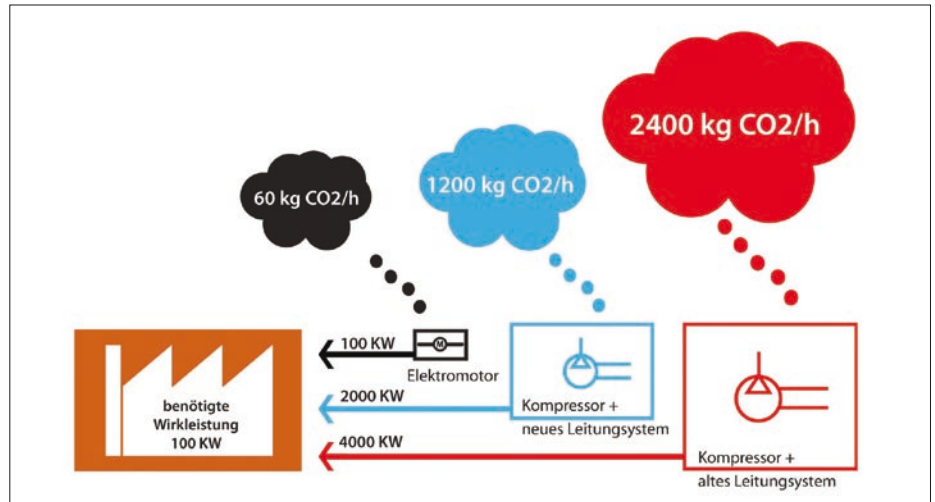 2400 kg CO2/h
1200 kg CO2/h
60 kg CO2/h
100 KW
M
Elektromotor
2000 KW
Kompressor +
neues Leitungsystem
4000 KW
Kompressor +
altes Leitungsystem
benötigte
Wirkleistung
100 KW